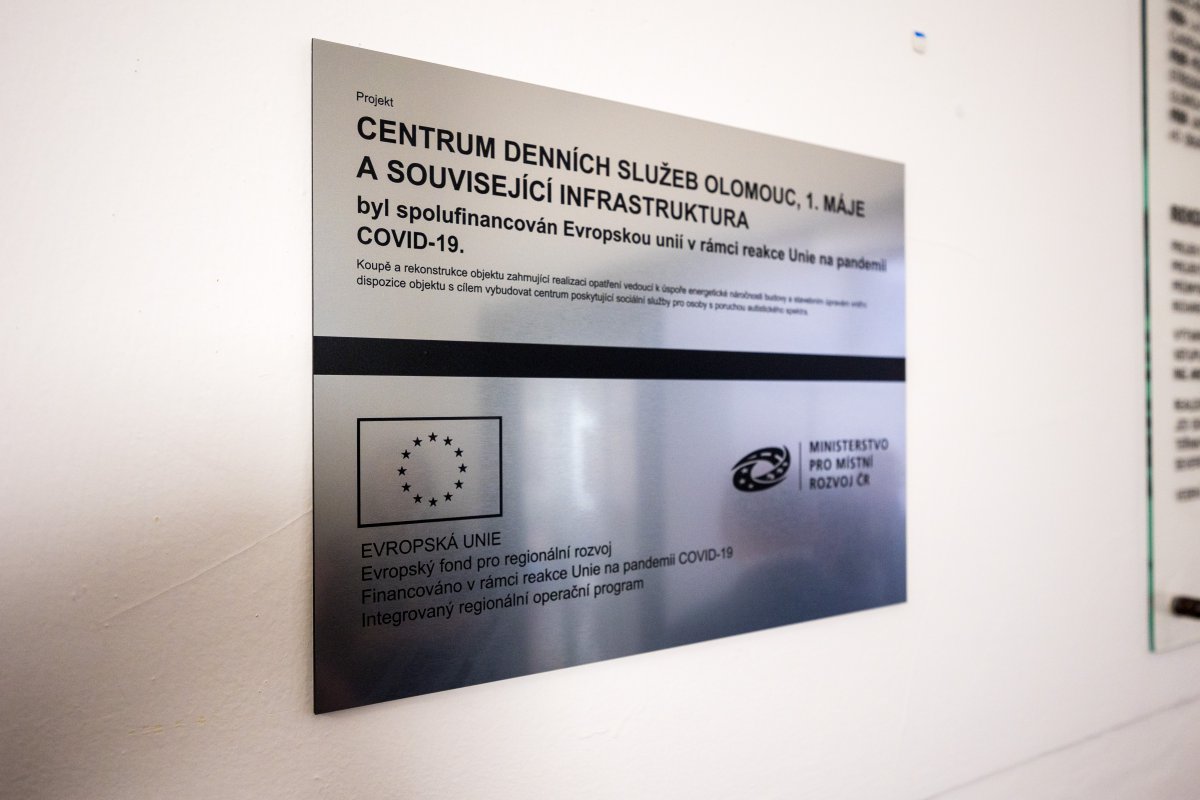 Projekt
CENTRUM DENNÍCH SLUŽEB OLOMOUC, 1. MÁJE
A SOUVISEJÍCÍ INFRASTRUKTURA
byl spolufinancován Evropskou unií v rámci reakce Unie na pandemii
COVID-19.
Koupě a rekonstrukce objektu zahrnující realizaci opatření vedoucí k úspoře energetické náročnosti budovy a stavebním úpravám vnitřní
dispozice objektu s cílem vybudovat centrum poskytující sociální služby pro osoby s poruchou autistického spektra.
EVROPSKÁ UNIE
Evropský fond pro regionální rozvoj
Financováno v rámci reakce Unie na pandemii COVID-19
Integrovaný regionální operační program
MINISTERSTVO
PRO MÍSTNÍ
ROZVOJ ČR